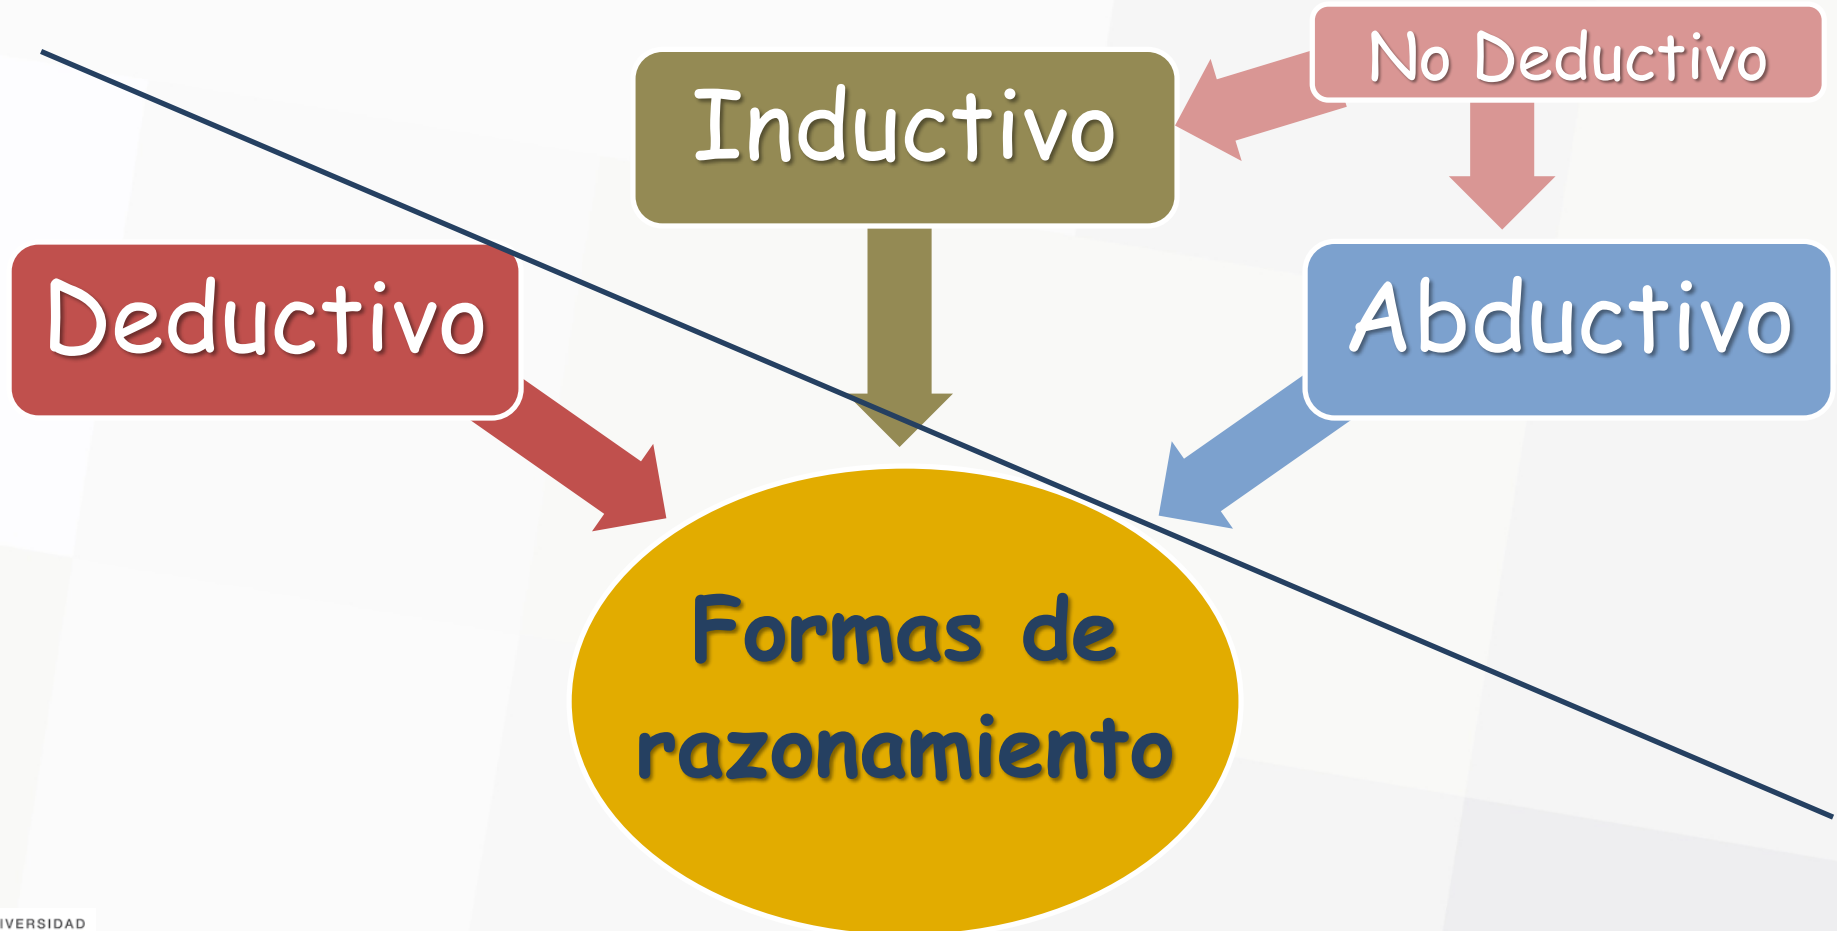 No Deductivo
Inductivo
Deductivo
Abductivo
Formas de
razonamiento